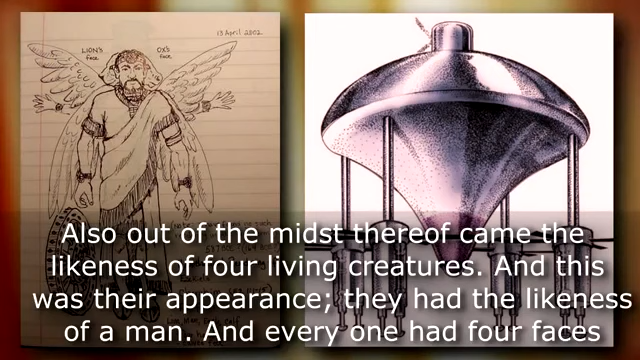 13 April 2002
LION'S OX'S
face face
Also out of the midst thereof came the
likeness of four living creatures. And this
was their appearance; they had the likeness
of a man. And every one had four faces